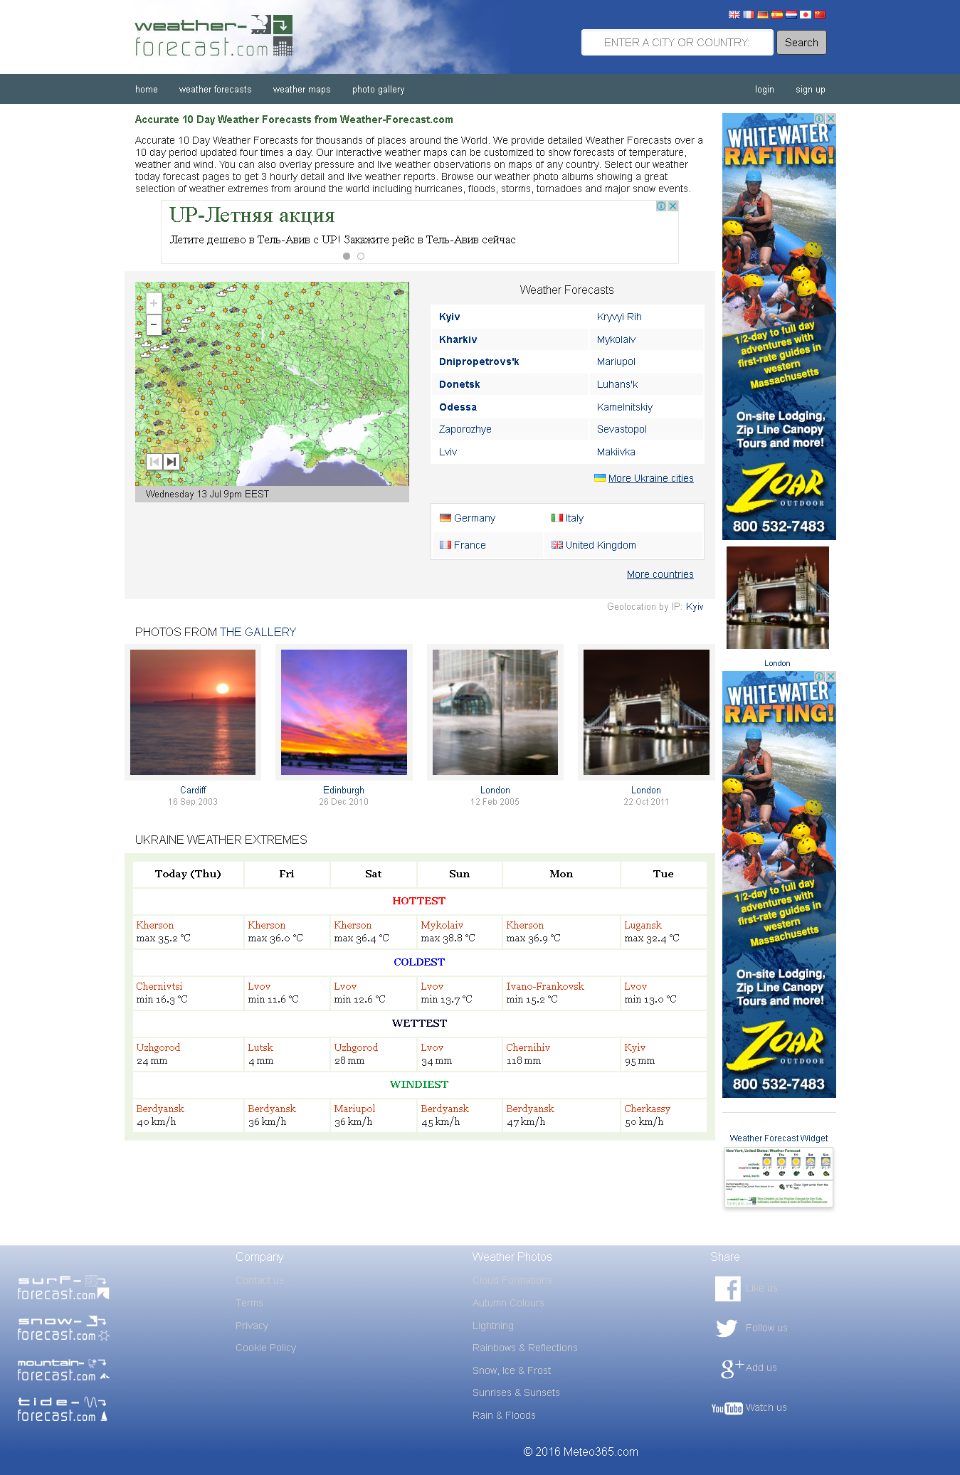 weather-
forecast.com
ENTER A CITY OR COUNTRY:
Search
home
weather forecasts
weather maps
photo gallery
login
sign up
Accurate 10 Day Weather Forecasts from Weather-Forecast.com
Accurate 10 Day Weather Forecasts for thousands of places around the World. We provide detailed Weather Forecasts over a
10 day period updated four times a day. Our interactive weather maps can be customized to show forecasts of temperature,
weather and wind. You can also overlay pressure and live weather observations on maps of any country. Select our weather
today forecast pages to get 3 hourly detail and live weather reports. Browse our weather photo albums showing a great
selection of weather extremes from around the world including hurricanes, floods, storms, tornadoes and major snow events.
UP-Летняя акция
Летите дешево в Тель-Авив с UP! Закажите рейс в Тель-Авив сейчас
Wednesday 13 Jul 9pm EEST
Weather Forecasts
Kyiv Kryvyi Rih
Kharkiv Mykolaiv
Dnipropetrovs'k Mariupol
Donetsk Luhans'k
Odessa Kamelnitskiy
Zaporozhye Sevastopol
Lviv Makiivka
More Ukraine cities
Germany Italy
France United Kingdom
More countries
Geolocation by IP: Kyiv
WHITEWATER
RAFTING!
1/2-day to full day
adventures with
first-rate guides in
western
Massachusetts
On-site Lodging,
Zip Line Canopy
Tours and more!
ZOAR
OUTDOOR
800 532-7483
London
PHOTOS FROM THE GALLERY
Cardiff
16 Sep 2003
Edinburgh
26 Dec 2010
London
12 Feb 2005
London
22 Oct 2011
WHITEWATER
RAFTING!
1/2-day to full day
adventures with
first-rate guides in
western
Massachusetts
On-site Lodging,
Zip Line Canopy
Tours and more!
ZOAR
OUTDOOR
800 532-7483
UKRAINE WEATHER EXTREMES
Today (Thu) Fri Sat Sun Mon Tue
HOTTEST
Kherson Kherson Kherson Mykolaiv Kherson Lugansk
max 35.2 °C max 36.0 °C max 36.4 °C max 38.8 °C max 36.9 °C max 32.4 °C
COLDEST
Chernivtsi Lvov Lvov Lvov Ivano-Frankovsk Lvov
min 16.3 °C min 11.6 °C min 12.6 °C min 13.7 °C min 15.2 °C min 13.0 °C
WETTEST
Uzhgorod Lutsk Uzhgorod Lvov Chernihiv Kyiv
24 mm 4 mm 28 mm 34 mm 118 mm 95 mm
WINDIEST
Berdyansk Berdyansk Mariupol Berdyansk Berdyansk Cherkassy
40 km/h 36 km/h 36 km/h 45 km/h 47 km/h 50 km/h
Weather Forecast Widget
surf-
forecast.com
snow-
forecast.com
mountain-
forecast.com
tide-
forecast.com
Company
Contact us
Terms
Privacy
Cookie Policy
Weather Photos
Cloud Formations
Autumn Colours
Lightning
Rainbows & Reflections
Snow, Ice & Frost
Sunrises & Sunsets
Rain & Floods
Share
Like us
Follow us
Add us
YouTube Watch us
© 2016 Meteo365.com